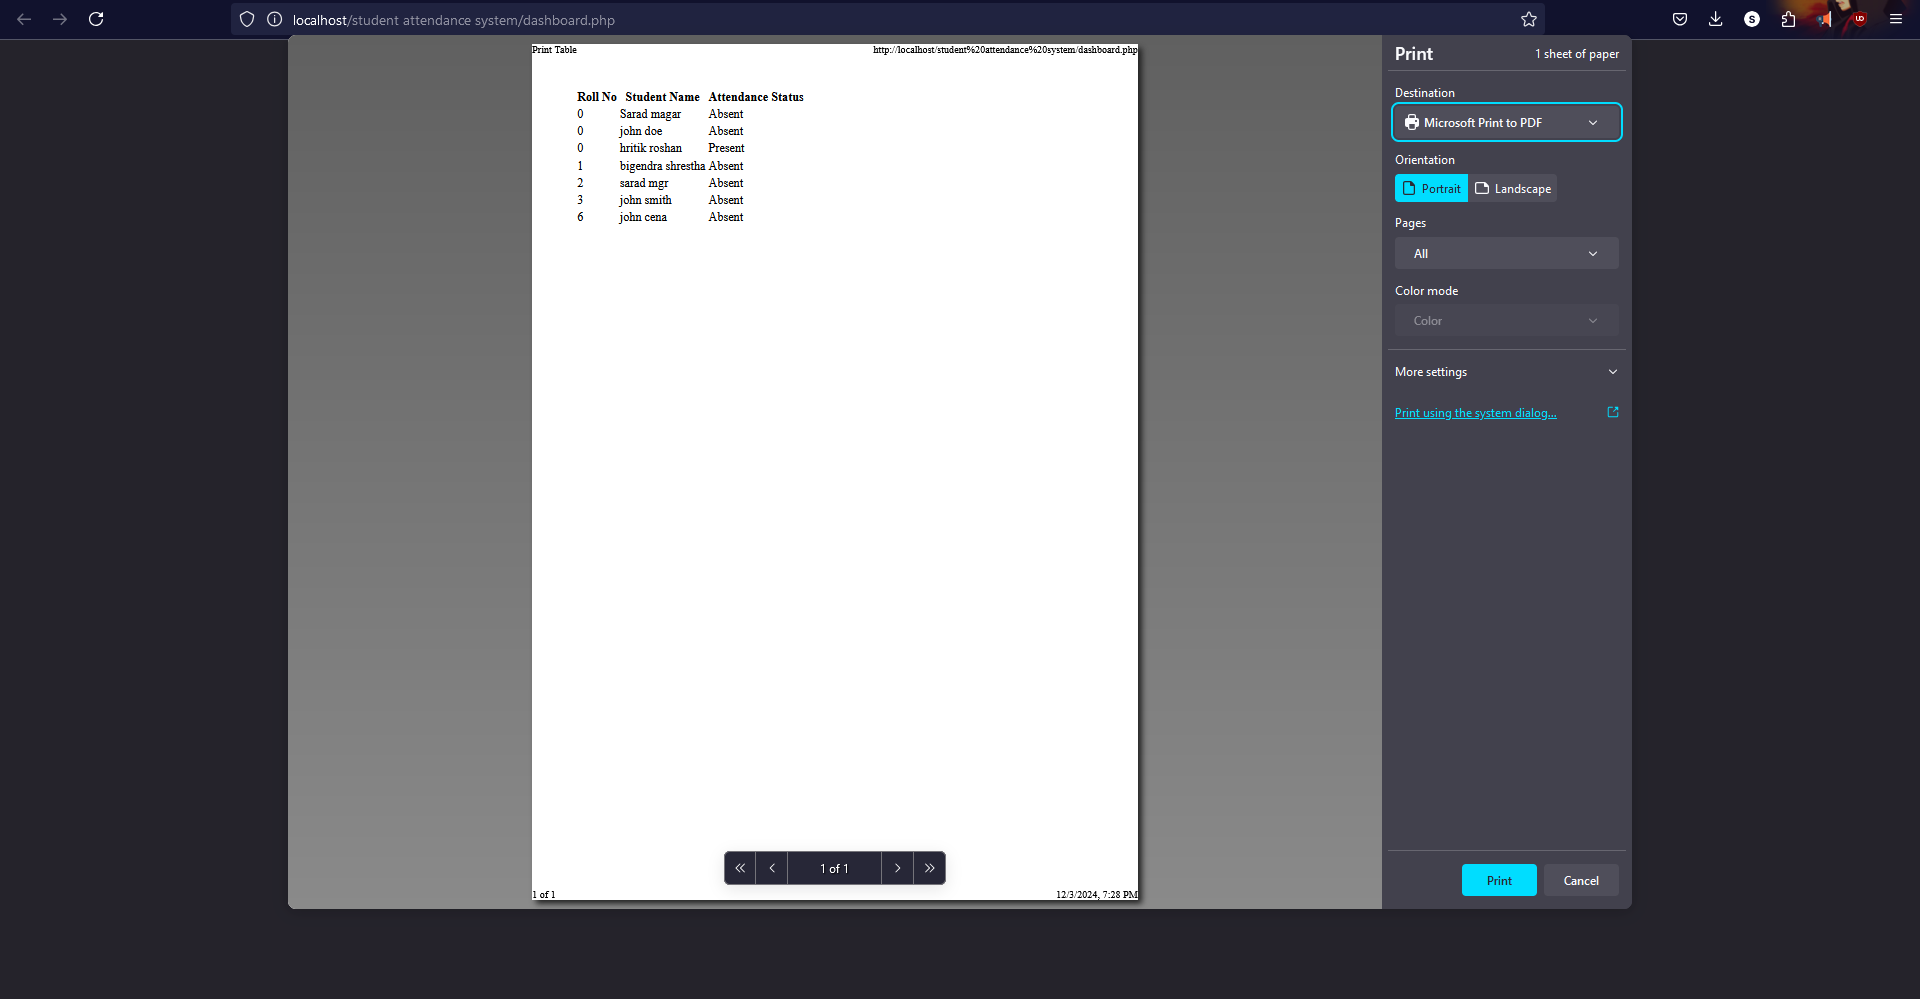 localhost/student attendance system/dashboard.php
S
UD
Print Table http://localhost/student%20attendance%20system/dashboard.php
Roll No Student Name Attendance Status
0 Sarad magar Absent
0 john doe Absent
0 hritik roshan Present
1 bigendra shrestha Absent
2 sarad mgr Absent
3 john smith Absent
6 john cena Absent
1 of 1
1 of 1 12/3/2024, 7:28 PM
Print 1 sheet of paper
Destination
Microsoft Print to PDF
Orientation
Portrait Landscape
Pages
All
Color mode
Color
More settings
Print using the system dialog...
Print Cancel